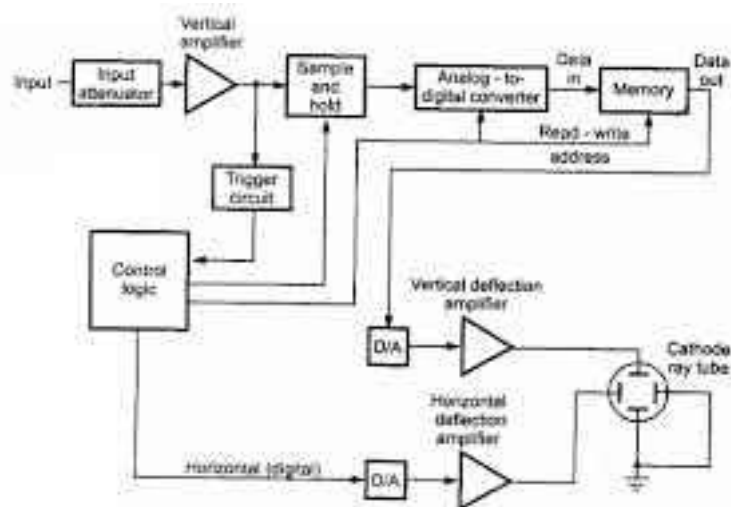 Vertical
amplifier
Input
Input
attenuator
Sample
and
hold
Analog - to-
digital converter
Data
in
Memory
Data
out
Read - write
address
Trigger
circuit
Control
logic
Vertical deflection
amplifier
D/A
Cathode
ray tube
Horizontal
deflection
amplifier
Horizontal (digital)
D/A